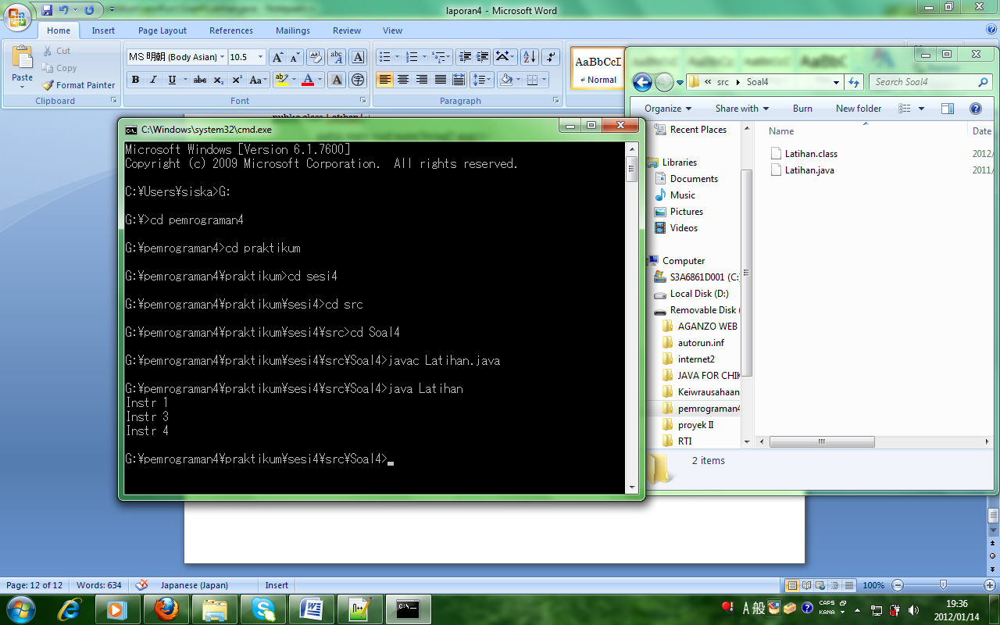 laporan4 - Microsoft Word
Home Insert Page Layout References Mailings Review View
Paste
Cut
Copy
Format Painter
Clipboard
MS 明朝 (Body Asian) 10.5
Font
Paragraph
AaBbCcI
Normal
public class Latihan
C:\Windows\system32\cmd.exe
Microsoft Windows [Version 6.1.7600]
Copyright (c) 2009 Microsoft Corporation.  All rights reserved.
C:¥Users¥siska>G:
G:¥>cd pemrograman4
G:¥pemrograman4>cd praktikum
G:¥pemrograman4¥praktikum>cd sesi4
G:¥pemrograman4¥praktikum¥sesi4>cd src
G:¥pemrograman4¥praktikum¥sesi4¥src>cd Soal4
G:¥pemrograman4¥praktikum¥sesi4¥src¥Soal4>javac Latihan.java
G:¥pemrograman4¥praktikum¥sesi4¥src¥Soal4>java Latihan
Instr 1
Instr 3
Instr 4
G:¥pemrograman4¥praktikum¥sesi4¥src¥Soal4>
« src Soal4
Search Soal4
Organize Share with Burn New folder
Recent Places
Libraries
Documents
Music
Pictures
Videos
Computer
S3A6861D001 (C:
Local Disk (D:)
Removable Disk (
AGANZO WEB
autorun.inf
internet2
JAVA FOR CHIK
Keiwrausahaan
pemrograman4
proyek II
RTI
Name Date
Latihan.class 2012/
Latihan.java 2011/
2 items
Page: 12 of 12 Words: 634 Japanese (Japan) Insert 100%
A 般 CAPS KANA
19:36
2012/01/14